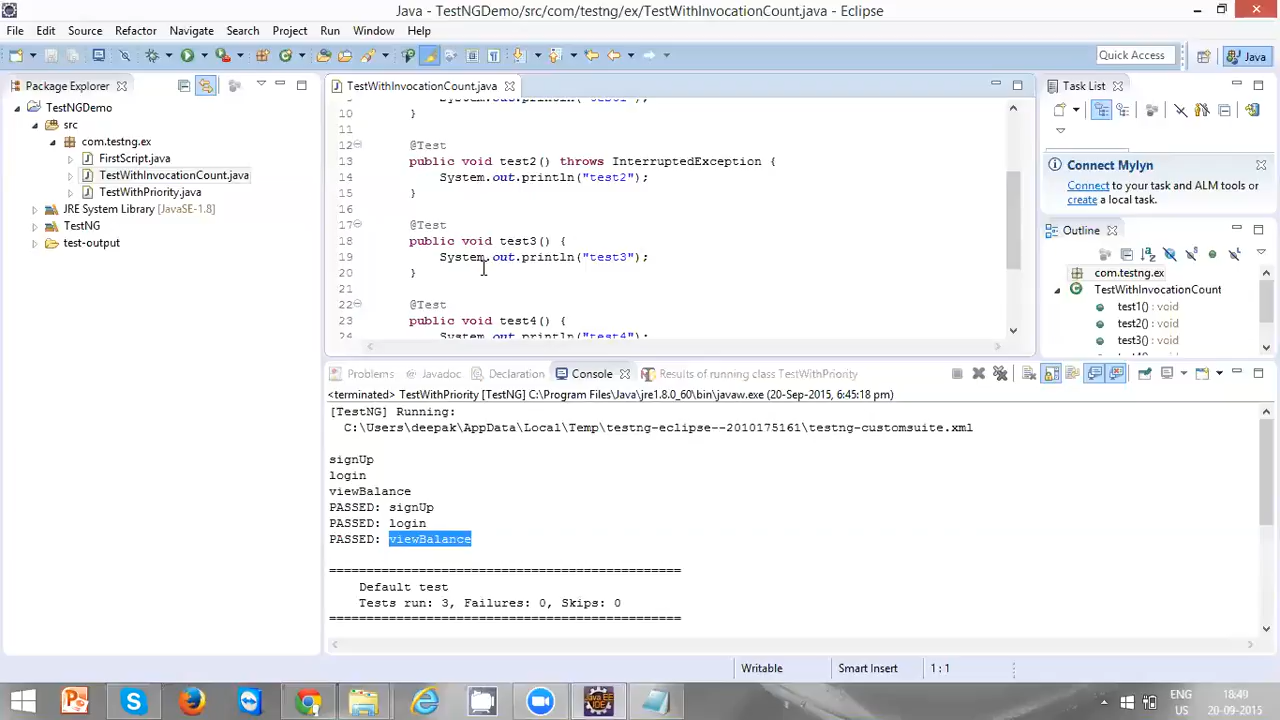 Java - TestNGDemo/src/com/testng/ex/TestWithInvocationCount.java - Eclipse
File Edit Source Refactor Navigate Search Project Run Window Help
Quick Access
Java
Package Explorer
TestNGDemo
src
com.testng.ex
FirstScript.java
TestWithInvocationCount.java
TestWithPriority.java
JRE System Library [JavaSE-1.8]
TestNG
test-output
TestWithInvocationCount.java
System.out.println("test1");
10 }
11
12 @Test
13 public void test2() throws InterruptedException {
14 System.out.println("test2");
15 }
16
17 @Test
18 public void test3() {
19 System.out.println("test3");
20 }
21
22 @Test
23 public void test4() {
24 System.out.println("test4");
Task List
Connect Mylyn
Connect to your task and ALM tools or
create a local task.
Outline
com.testng.ex
TestWithInvocationCount
test1() : void
test2() : void
test3() : void
Problems Javadoc Declaration Console Results of running class TestWithPriority
<terminated> TestWithPriority [TestNG] C:\Program Files\Java\jre1.8.0_60\bin\javaw.exe (20-Sep-2015, 6:45:18 pm)
[TestNG] Running:
C:\Users\deepak\AppData\Local\Temp\testng-eclipse--2010175161\testng-customsuite.xml
signUp
login
viewBalance
PASSED: signUp
PASSED: login
PASSED: viewBalance
===============================================
Default test
Tests run: 3, Failures: 0, Skips: 0
===============================================
Writable Smart Insert 1 : 1
ENG 18:49
US 20-09-2015